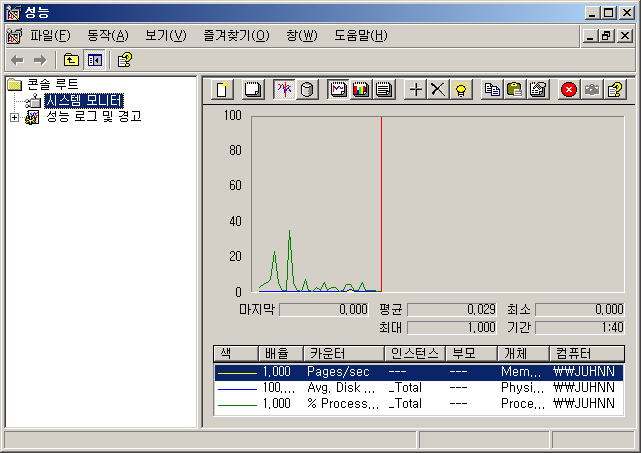 성능
파일(F) 동작(A) 보기(V) 즐겨찾기(O) 창(W) 도움말(H)
콘솔 루트
시스템 모니터
성능 로그 및 경고
100
80
60
40
20
0
마지막 0,000 평균 0,029 최소 0,000
최대 1,000 기간 1:40
색 배율 카운터 인스턴스 부모 개체 컴퓨터
1,000 Pages/sec --- --- Mem... ₩₩JUHNN
100.... Avg. Disk ... _Total --- Physi... ₩₩JUHNN
1,000 % Process... _Total --- Proce... ₩₩JUHNN